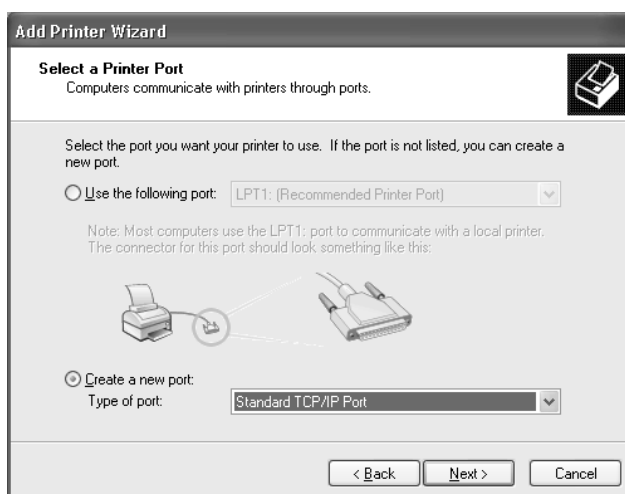 Add Printer Wizard
Select a Printer Port
Computers communicate with printers through ports.
Select the port you want your printer to use. If the port is not listed, you can create a
new port.
Use the following port: LPT1: (Recommended Printer Port)
Note: Most computers use the LPT1: port to communicate with a local printer.
The connector for this port should look something like this:
Create a new port:
Type of port: Standard TCP/IP Port
< Back Next > Cancel